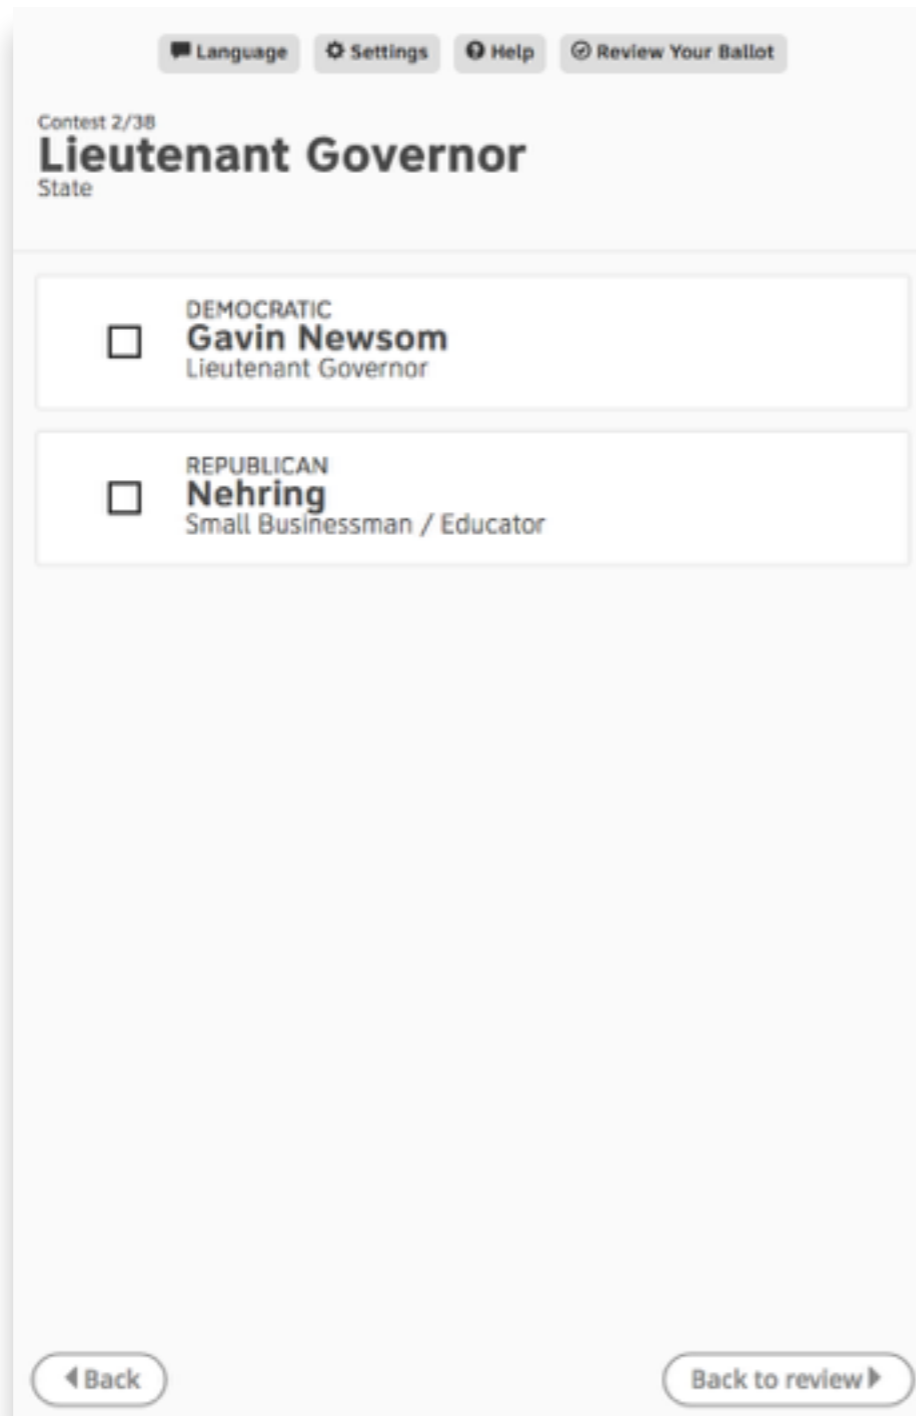 Language Settings Help Review Your Ballot
Contest 2/38
Lieutenant Governor
State
DEMOCRATIC
Gavin Newsom
Lieutenant Governor
REPUBLICAN
Nehring
Small Businessman / Educator
Back Back to review